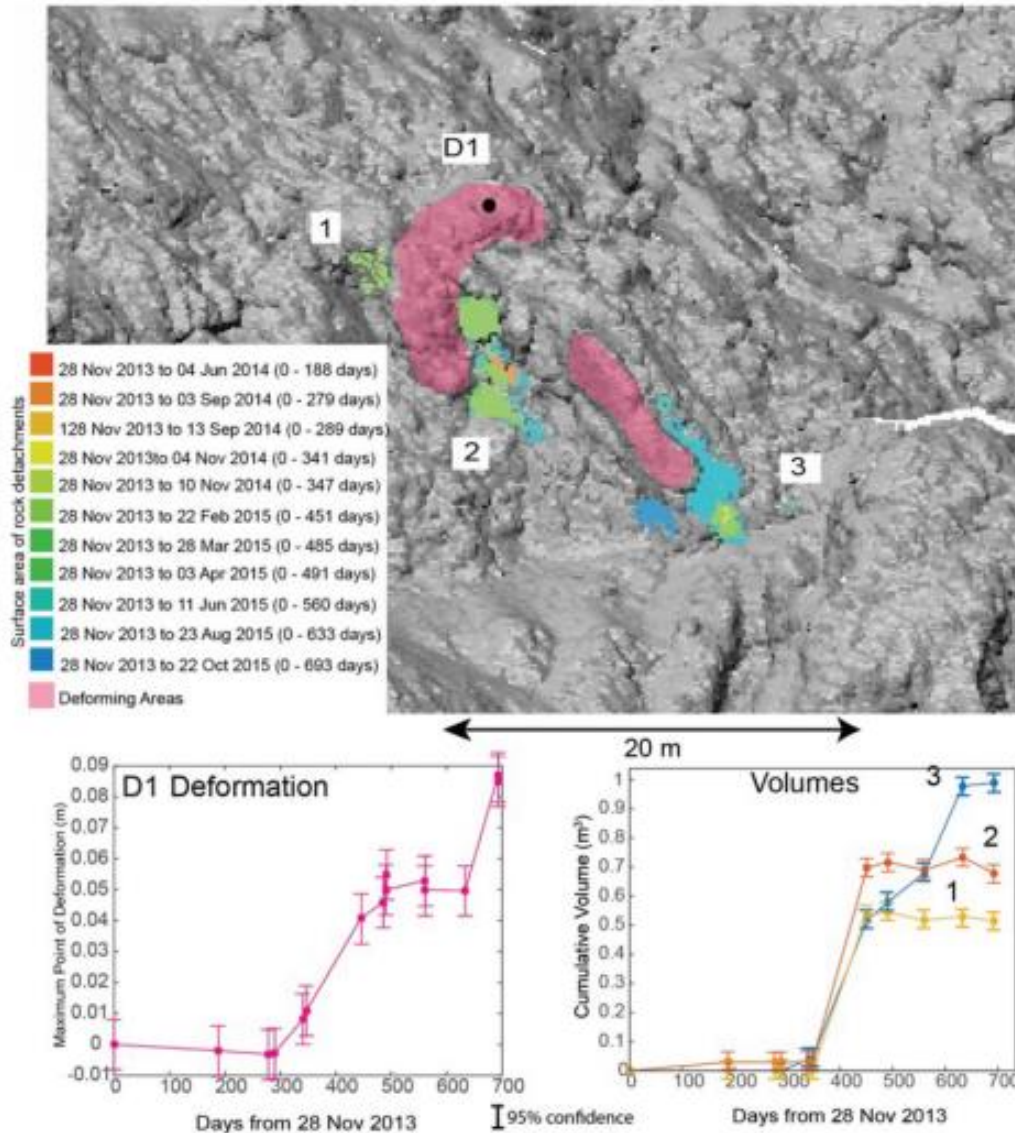 D1
1
2
3
Surface area of rock detachments
28 Nov 2013 to 04 Jun 2014 (0 - 188 days)
28 Nov 2013 to 03 Sep 2014 (0 - 279 days)
128 Nov 2013 to 13 Sep 2014 (0 - 289 days)
28 Nov 2013to 04 Nov 2014 (0 - 341 days)
28 Nov 2013 to 10 Nov 2014 (0 - 347 days)
28 Nov 2013 to 22 Feb 2015 (0 - 451 days)
28 Nov 2013 to 28 Mar 2015 (0 - 485 days)
28 Nov 2013 to 03 Apr 2015 (0 - 491 days)
28 Nov 2013 to 11 Jun 2015 (0 - 560 days)
28 Nov 2013 to 23 Aug 2015 (0 - 633 days)
28 Nov 2013 to 22 Oct 2015 (0 - 693 days)
Deforming Areas
20 m
D1 Deformation
Maximum Point of Deformation (m)
0.09
0.08
0.07
0.06
0.05
0.04
0.03
0.02
0.01
0
-0.01
0 100 200 300 400 500 600 700
Days from 28 Nov 2013
95% confidence
Volumes
Cumulative Volume (m³)
1
0.9
0.8
0.7
0.6
0.5
0.4
0.3
0.2
0.1
0
3
2
1
0 100 200 300 400 500 600 700
Days from 28 Nov 2013